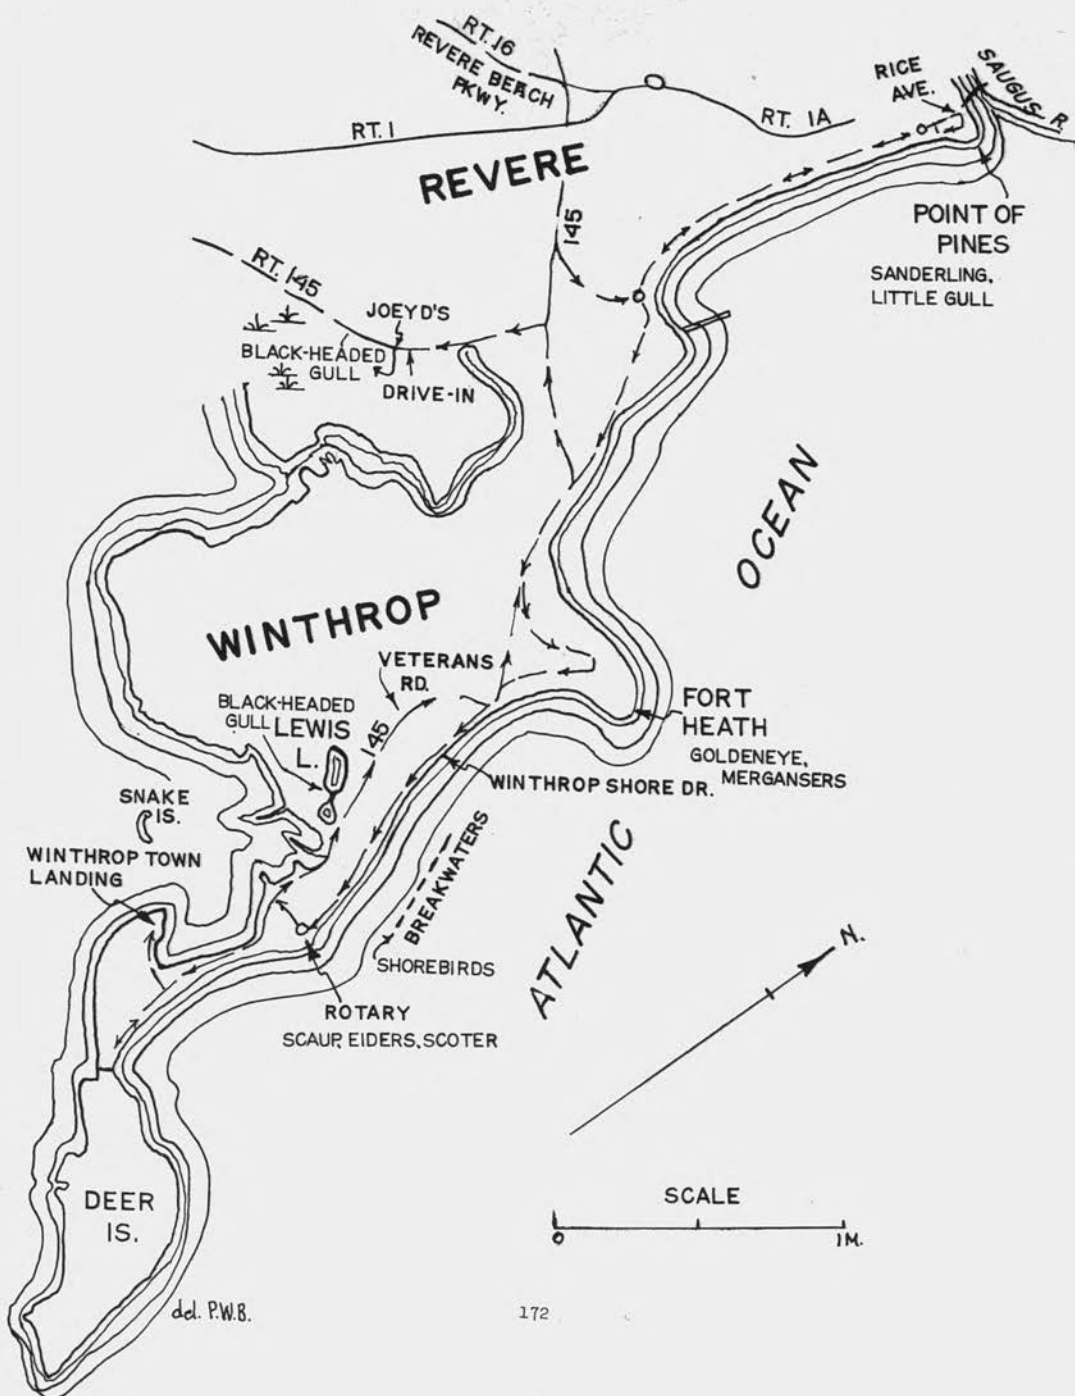 RT. 16
REVERE BEACH
PKWY.
RT. 1
RT. 1A
RICE
AVE.
SAUGUS R.
REVERE
145
POINT OF
PINES
SANDERLING,
LITTLE GULL
RT. 145
JOEYD'S
BLACK-HEADED
GULL
DRIVE-IN
OCEAN
WINTHROP
VETERANS
RD.
BLACK-HEADED
GULL
LEWIS
L.
145
FORT
HEATH
GOLDENEYE,
MERGANSERS
WINTHROP SHORE DR.
SNAKE
IS.
WINTHROP TOWN
LANDING
BREAKWATERS
ATLANTIC
SHOREBIRDS
N.
ROTARY
SCAUP, EIDERS, SCOTER
DEER
IS.
SCALE
0
1M.
del. P.W.B.
172